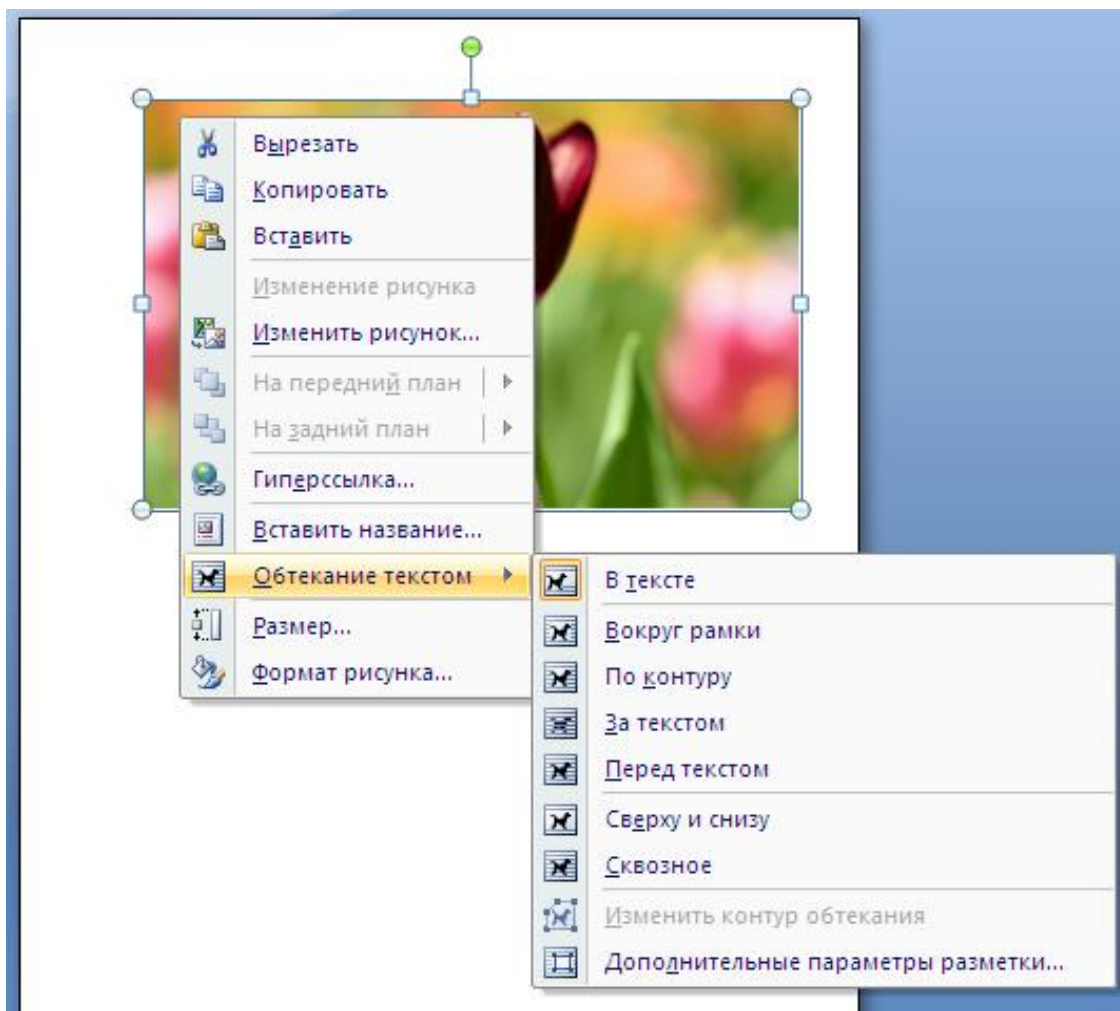 Вырезать
Копировать
Вставить
Изменение рисунка
Изменить рисунок...
На передний план
На задний план
Гиперссылка...
Вставить название...
Обтекание текстом
Размер...
Формат рисунка...
В тексте
Вокруг рамки
По контуру
За текстом
Перед текстом
Сверху и снизу
Сквозное
Изменить контур обтекания
Дополнительные параметры разметки...